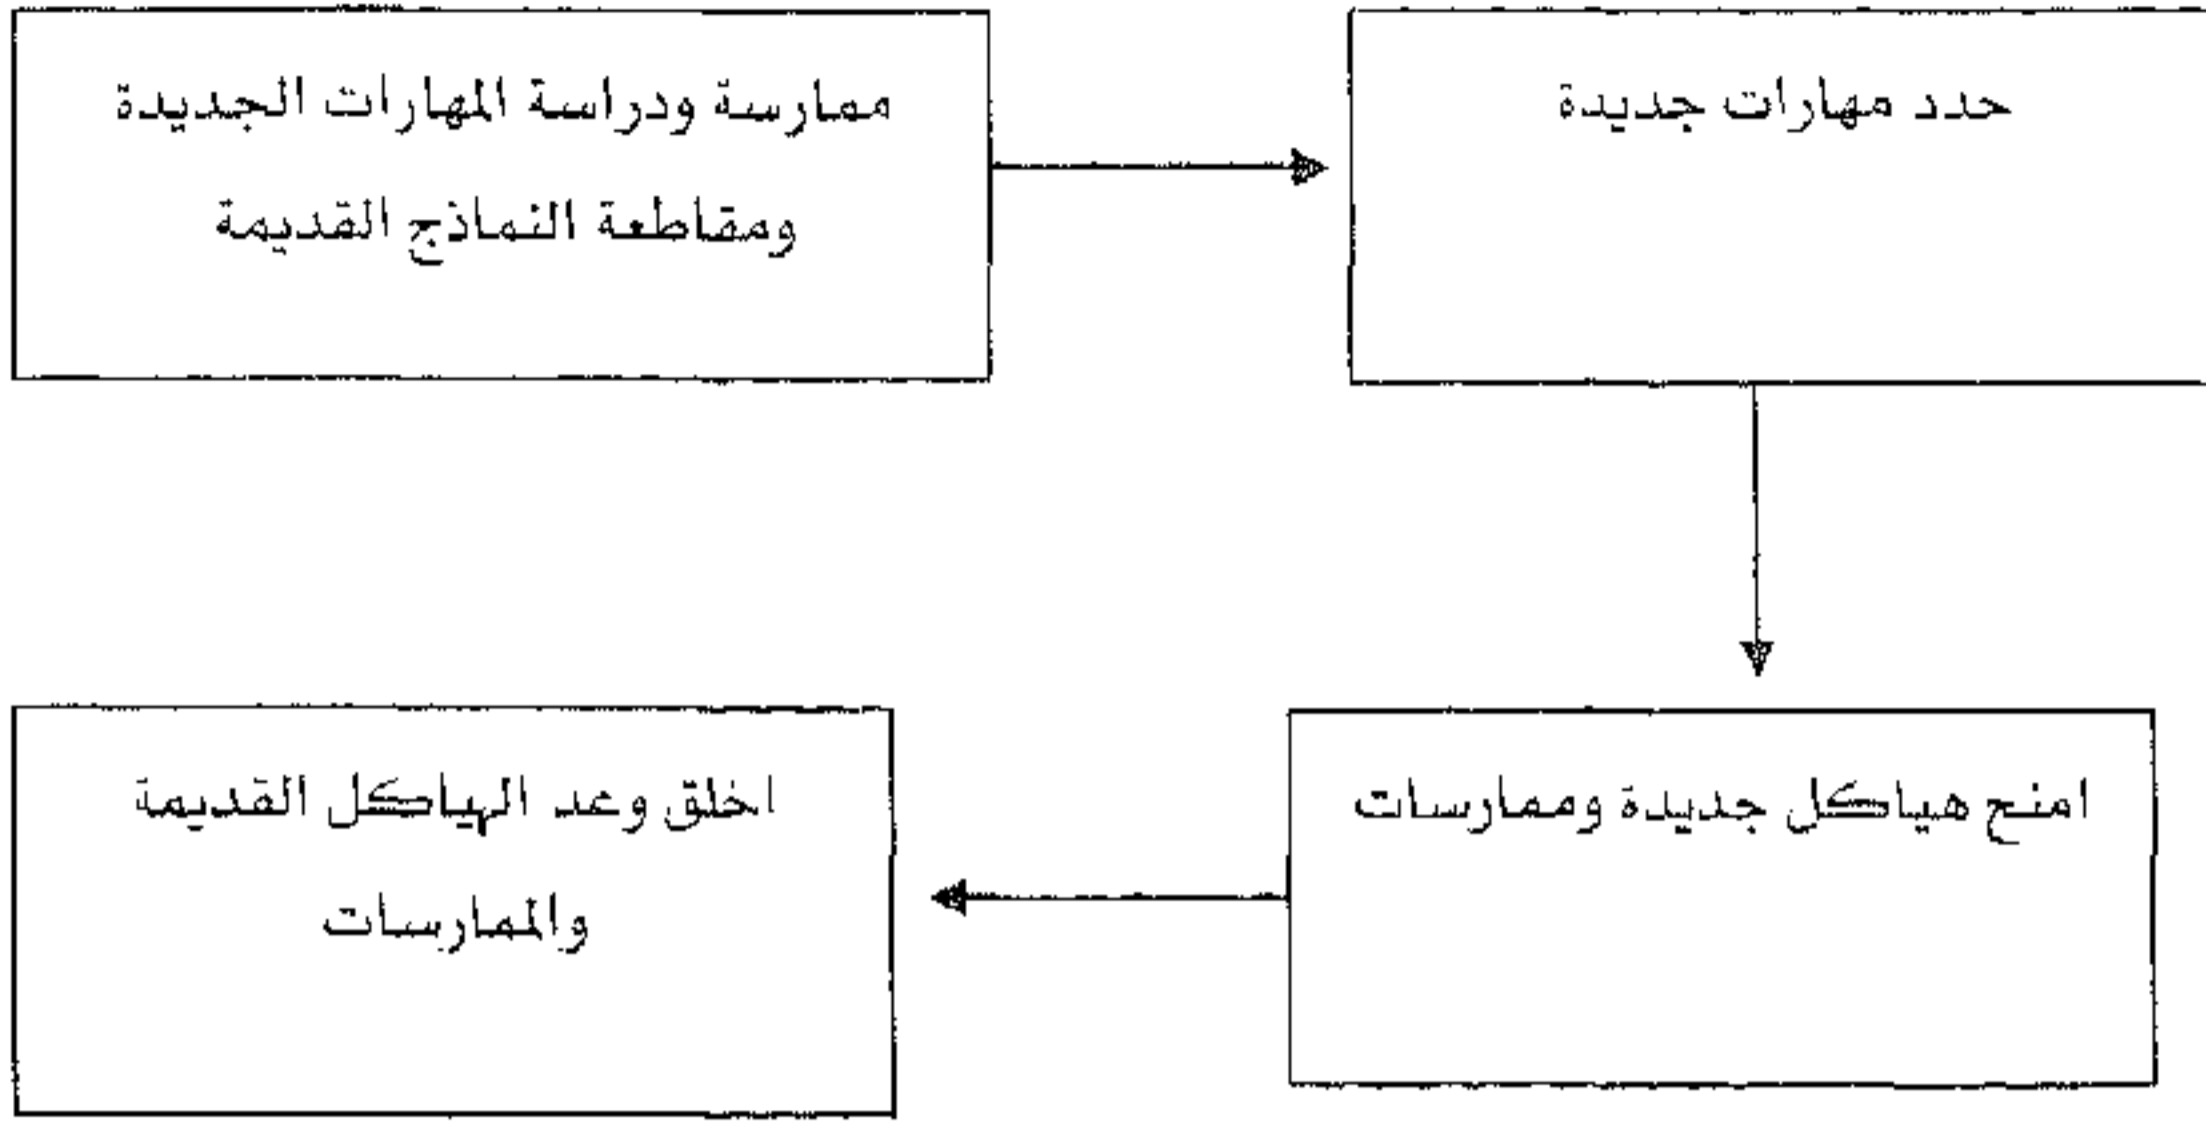 ممارسة ودراسة المهارات الجديدة
ومقاطعة النماذج القديمة
حدد مهارات جديدة
امنح هياكل جديدة وممارسات
اخلق وعد الهياكل القديمة
والممارسات